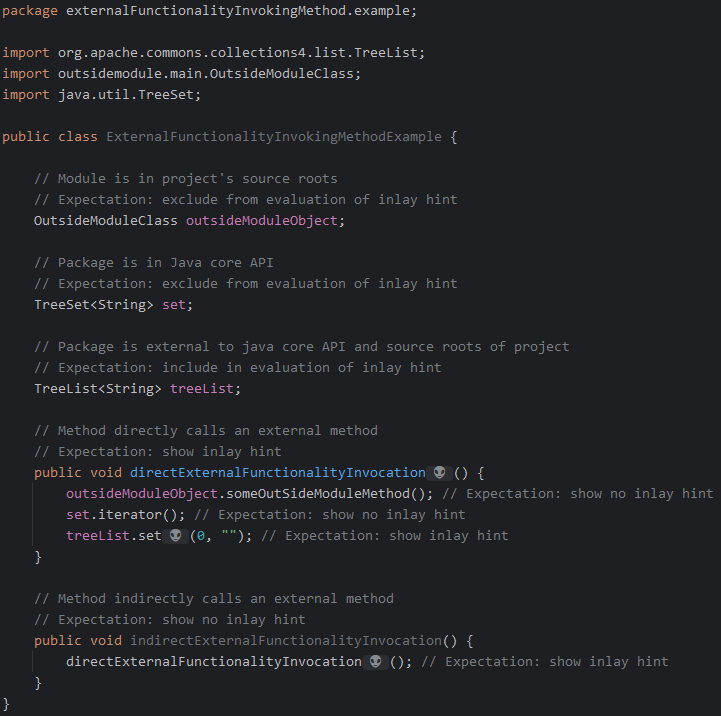 package externalFunctionalityInvokingMethod.example;
import org.apache.commons.collections4.list.TreeList;
import outsidemodule.main.OutsideModuleClass;
import java.util.TreeSet;
public class ExternalFunctionalityInvokingMethodExample {
// Module is in project's source roots
// Expectation: exclude from evaluation of inlay hint
OutsideModuleClass outsideModuleObject;
// Package is in Java core API
// Expectation: exclude from evaluation of inlay hint
TreeSet<String> set;
// Package is external to java core API and source roots of project
// Expectation: include in evaluation of inlay hint
TreeList<String> treeList;
// Method directly calls an external method
// Expectation: show inlay hint
public void directExternalFunctionalityInvocation👽() {
outsideModuleObject.someOutSideModuleMethod(); // Expectation: show no inlay hint
set.iterator(); // Expectation: show no inlay hint
treeList.set👽(0, ""); // Expectation: show inlay hint
}
// Method indirectly calls an external method
// Expectation: show no inlay hint
public void indirectExternalFunctionalityInvocation() {
directExternalFunctionalityInvocation👽(); // Expectation: show inlay hint
}
}